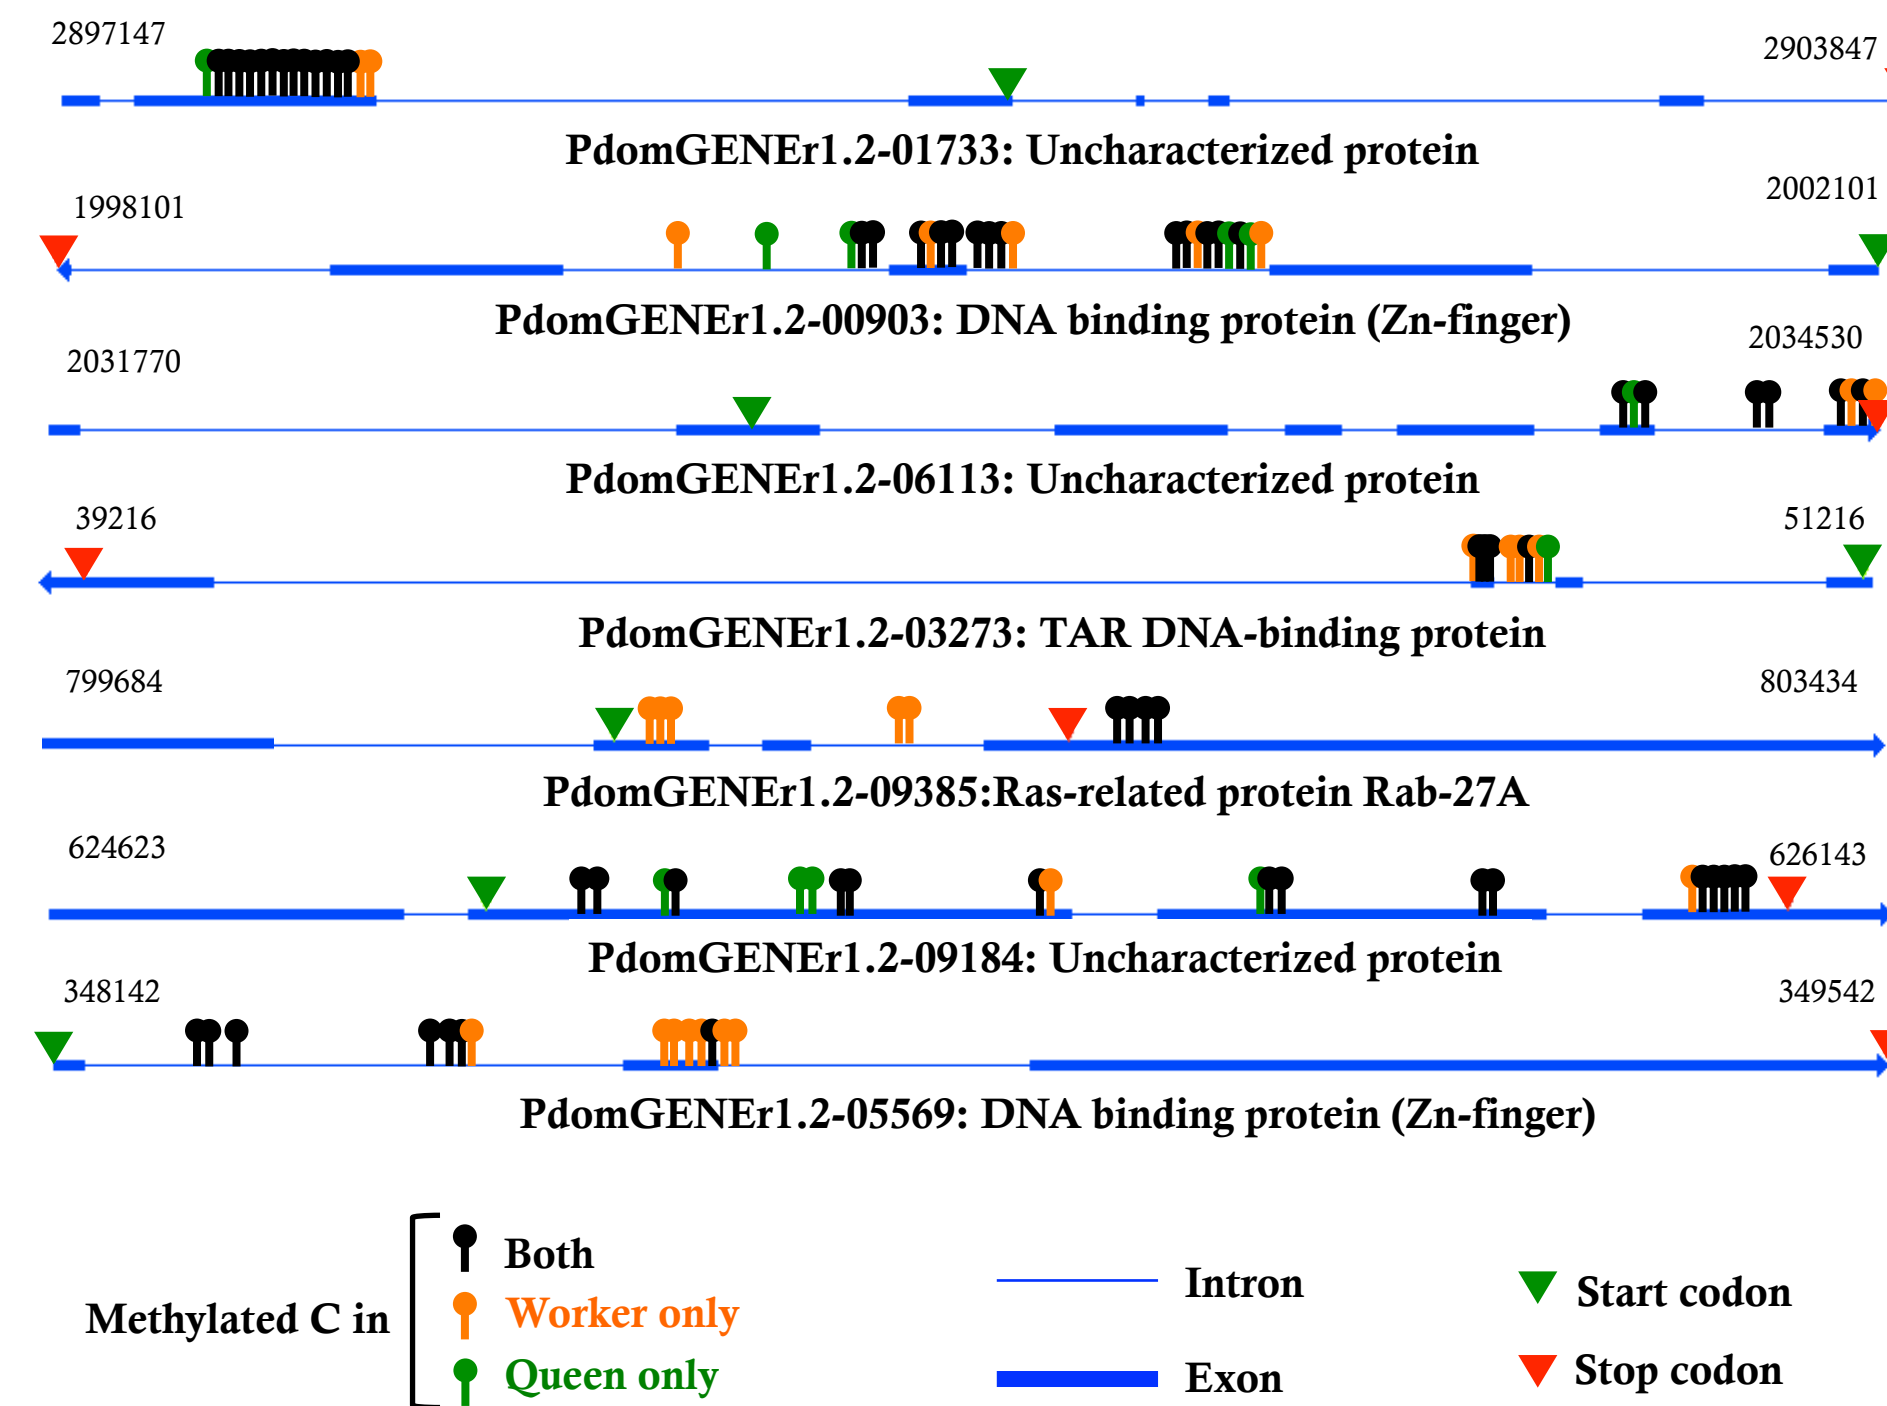 2897147
2903847
PdomGENEr1.2-01733: Uncharacterized protein
1998101
2002101
PdomGENEr1.2-00903: DNA binding protein (Zn-finger)
2031770
2034530
PdomGENEr1.2-06113: Uncharacterized protein
39216
51216
PdomGENEr1.2-03273: TAR DNA-binding protein
799684
803434
PdomGENEr1.2-09385:Ras-related protein Rab-27A
624623
626143
PdomGENEr1.2-09184: Uncharacterized protein
348142
349542
PdomGENEr1.2-05569: DNA binding protein (Zn-finger)
Methylated C in
Both
Worker only
Queen only
Intron
Exon
Start codon
Stop codon